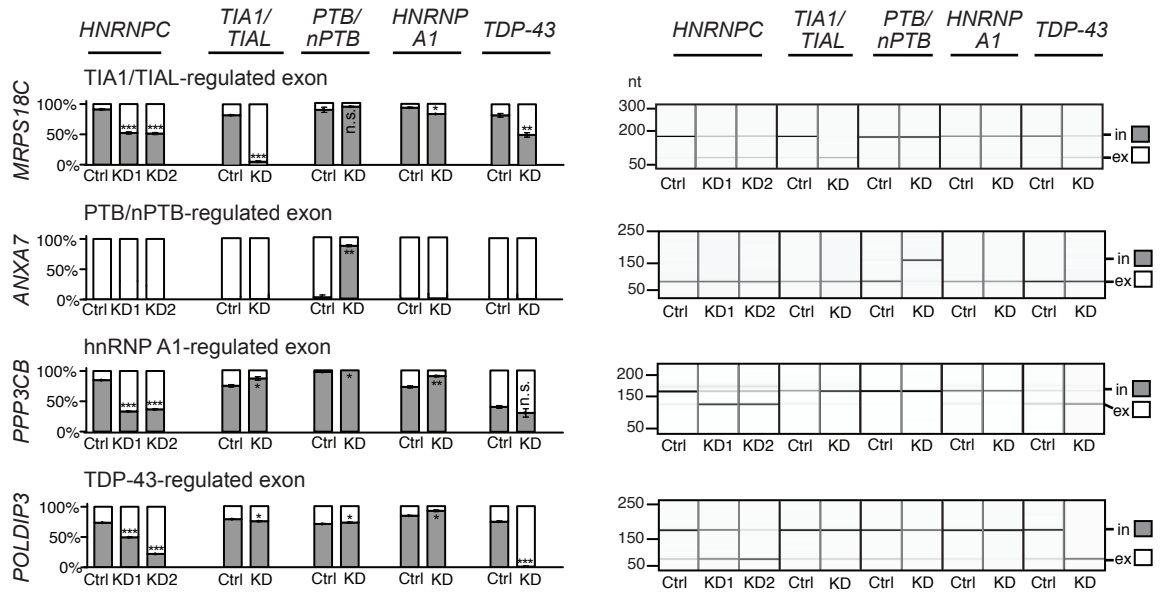 HNRNPC TIA1/TIAL PTB/nPTB HNRNP A1 TDP-43
HNRNPC TIA1/TIAL PTB/nPTB HNRNP A1 TDP-43
MRPS18C
TIA1/TIAL-regulated exon
100%
50%
0%
*** *** *** n.s. * **
Ctrl KD1 KD2 Ctrl KD Ctrl KD Ctrl KD Ctrl KD
nt
300
200
50
in
ex
Ctrl KD1 KD2 Ctrl KD Ctrl KD Ctrl KD Ctrl KD
ANXA7
PTB/nPTB-regulated exon
100%
50%
0%
**
Ctrl KD1 KD2 Ctrl KD Ctrl KD Ctrl KD Ctrl KD
250
150
50
in
ex
Ctrl KD1 KD2 Ctrl KD Ctrl KD Ctrl KD Ctrl KD
PPP3CB
hnRNP A1-regulated exon
100%
50%
0%
*** *** * * ** n.s.
Ctrl KD1 KD2 Ctrl KD Ctrl KD Ctrl KD Ctrl KD
200
150
50
in
ex
Ctrl KD1 KD2 Ctrl KD Ctrl KD Ctrl KD Ctrl KD
POLDIP3
TDP-43-regulated exon
100%
50%
0%
*** *** * * * ***
Ctrl KD1 KD2 Ctrl KD Ctrl KD Ctrl KD Ctrl KD
250
150
50
in
ex
Ctrl KD1 KD2 Ctrl KD Ctrl KD Ctrl KD Ctrl KD